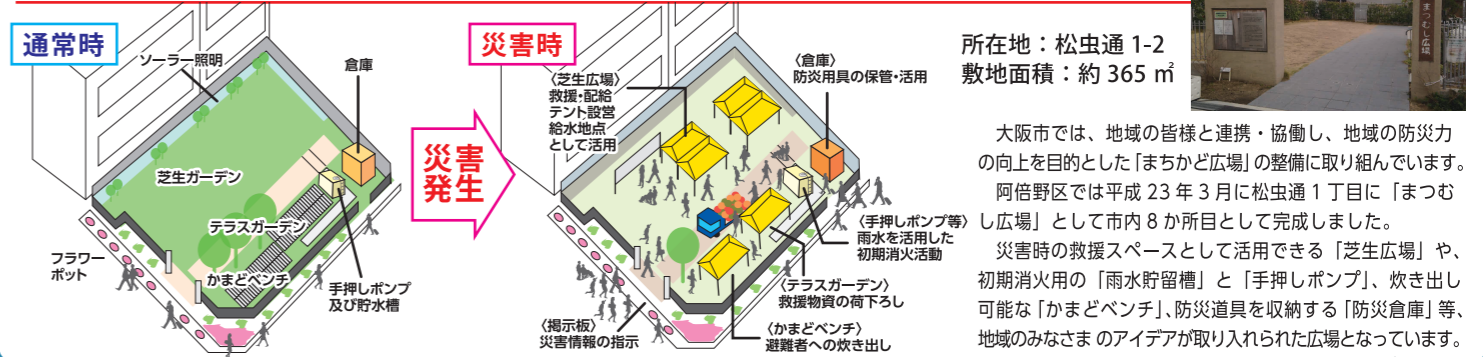 通常時
ソーラー照明
倉庫
芝生ガーデン
テラスガーデン
かまどベンチ
フラワー
ポット
手押しポンプ
及び貯水槽
災害
発生
災害時
〈芝生広場〉
救援・配給
テント設営
給水地点
として活用
〈倉庫〉
防災用具の保管・活用
〈手押しポンプ等〉
雨水を活用した
初期消火活動
〈テラスガーデン〉
救援物資の荷下ろし
〈かまどベンチ〉
避難者への炊き出し
〈掲示板〉
災害情報の指示
所在地：松虫通 1-2
敷地面積：約 365 ㎡
まつむし広場
大阪市では、地域の皆様と連携・協働し、地域の防災力
の向上を目的とした「まちかど広場」の整備に取り組んでいます。
阿倍野区では平成 23 年 3 月に松虫通 1 丁目に「まつむ
し広場」として市内 8 か所目として完成しました。
災害時の救援スペースとして活用できる「芝生広場」や、
初期消火用の「雨水貯留槽」と「手押しポンプ」、炊き出し
可能な「かまどベンチ」、防災道具を収納する「防災倉庫」等、
地域のみなさま のアイデアが取り入れられた広場となっています。